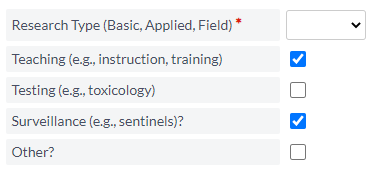 Research Type (Basic, Applied, Field) *
Teaching (e.g., instruction, training)
Testing (e.g., toxicology)
Surveillance (e.g., sentinels)?
Other?